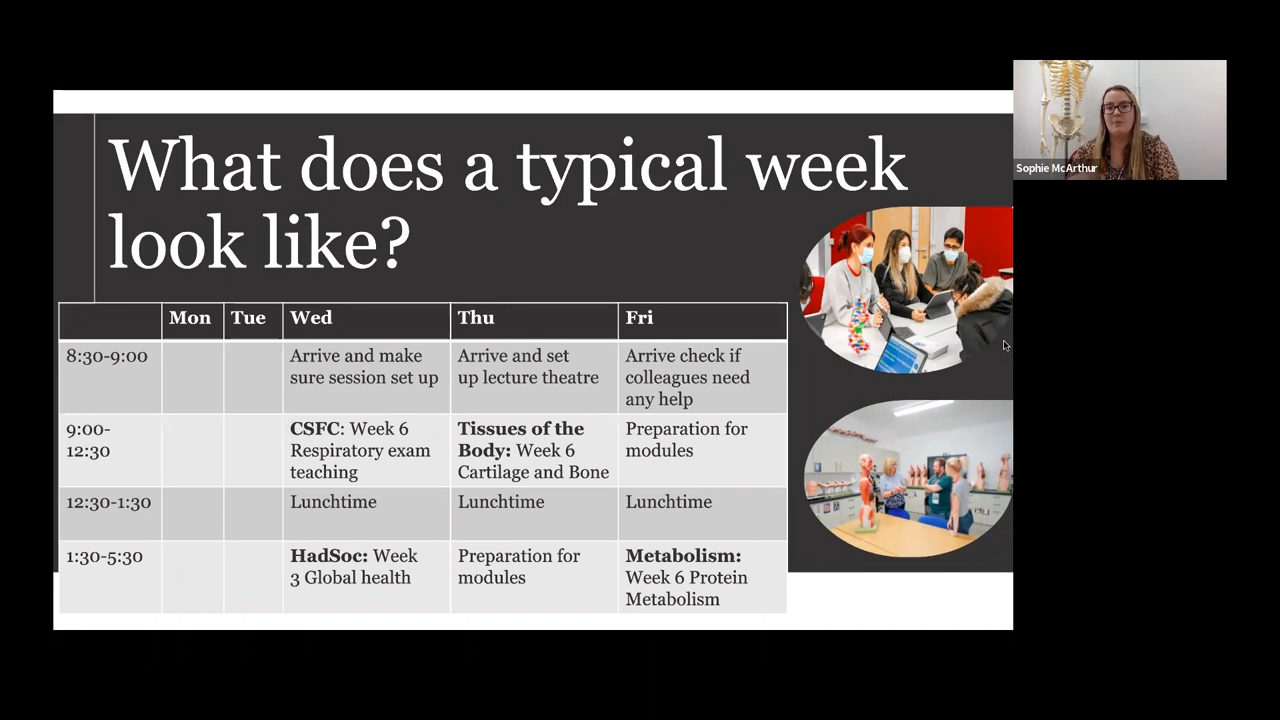 What does a typical week
look like?
Mon Tue Wed Thu Fri
8:30-9:00
Arrive and make
sure session set up
Arrive and set
up lecture theatre
Arrive check if
colleagues need
any help
9:00-
12:30
CSFC: Week 6
Respiratory exam
teaching
Tissues of the
Body: Week 6
Cartilage and Bone
Preparation for
modules
12:30-1:30
Lunchtime
Lunchtime
Lunchtime
1:30-5:30
HadSoc: Week
3 Global health
Preparation for
modules
Metabolism:
Week 6 Protein
Metabolism
Sophie McArthur